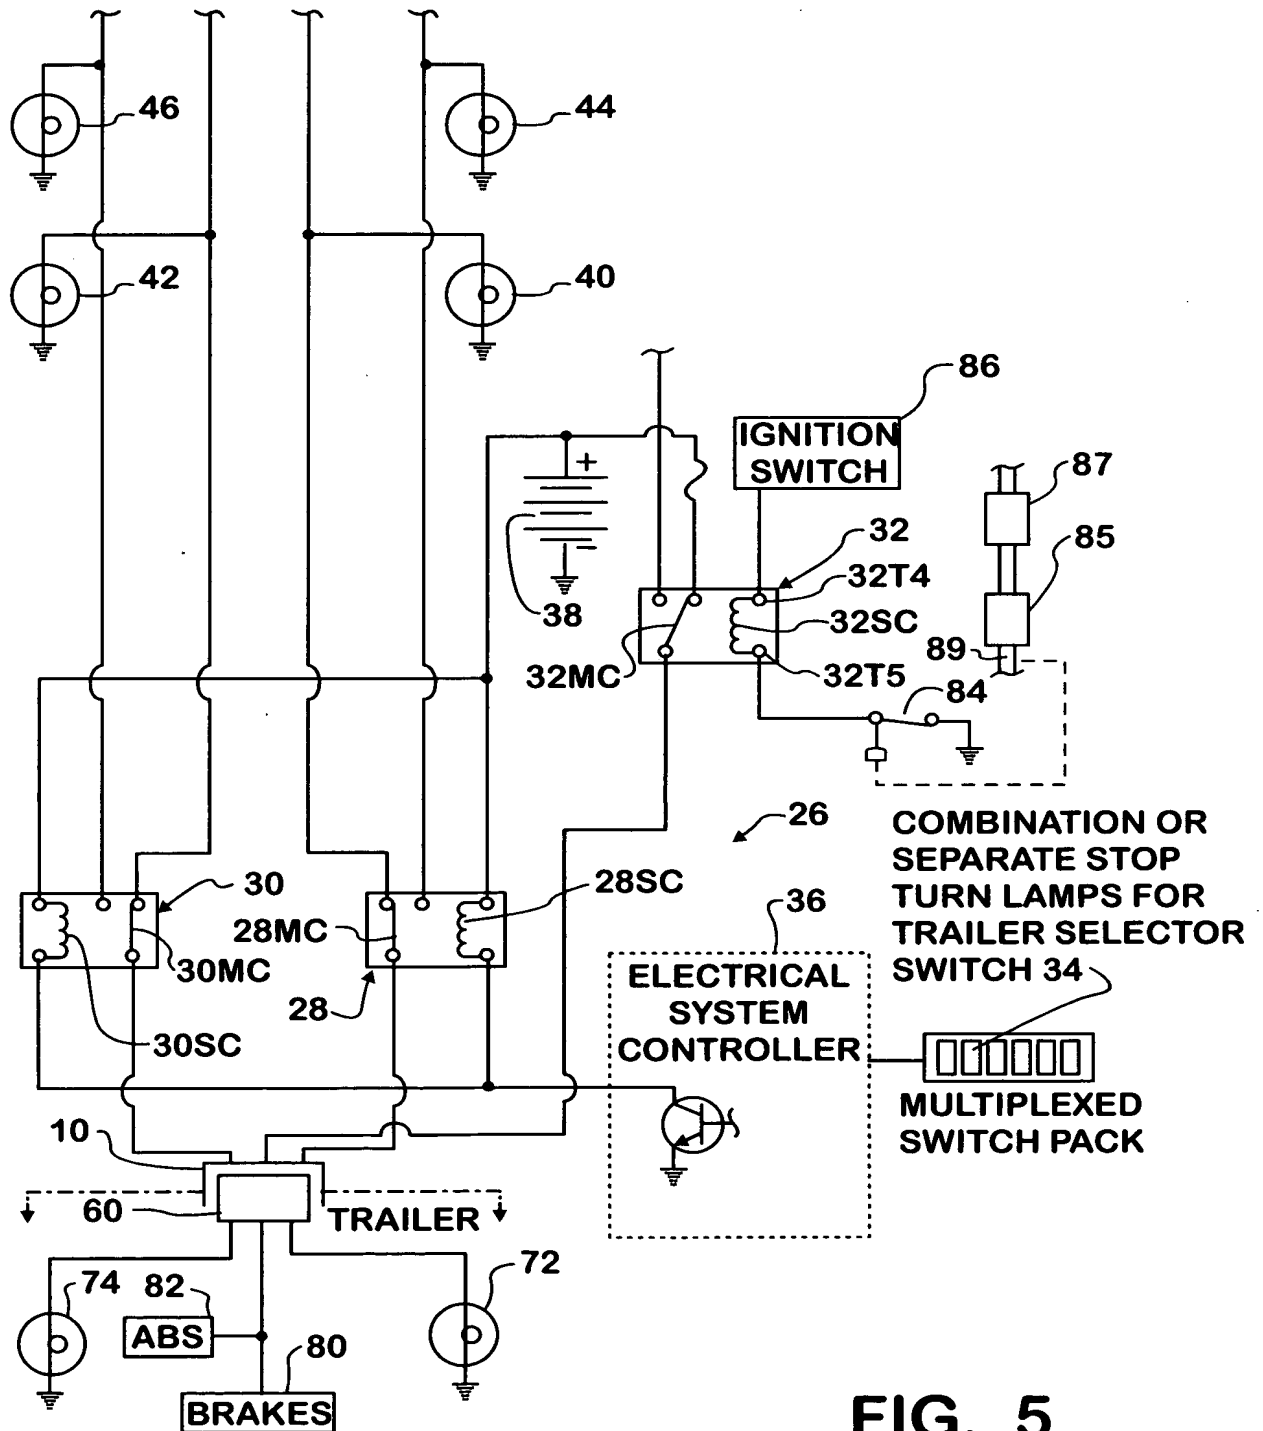 46
44
42
40
86
IGNITION
SWITCH
+
87
85
32
32T4
32SC
38
32MC
32T5
89
84
26
COMBINATION OR
SEPARATE STOP
TURN LAMPS FOR
TRAILER SELECTOR
SWITCH 34
30
28SC
28MC
30MC
36
28
30SC
ELECTRICAL
SYSTEM
CONTROLLER
MULTIPLEXED
SWITCH PACK
10
60
TRAILER
74
82
72
ABS
80
BRAKES
FIG. 5